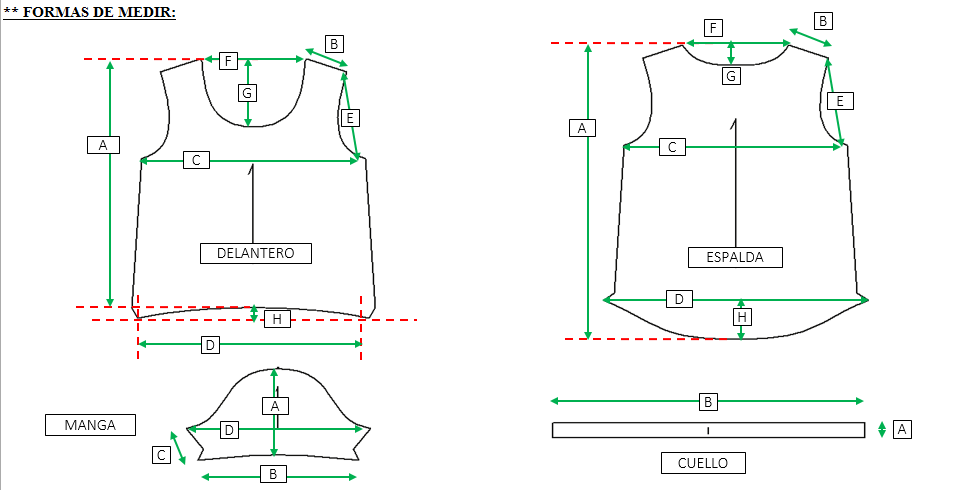 ** FORMAS DE MEDIR:
F
B
G
E
A
C
DELANTERO
H
D
F
B
G
E
A
C
ESPALDA
D
H
MANGA
A
D
C
B
B
A
CUELLO